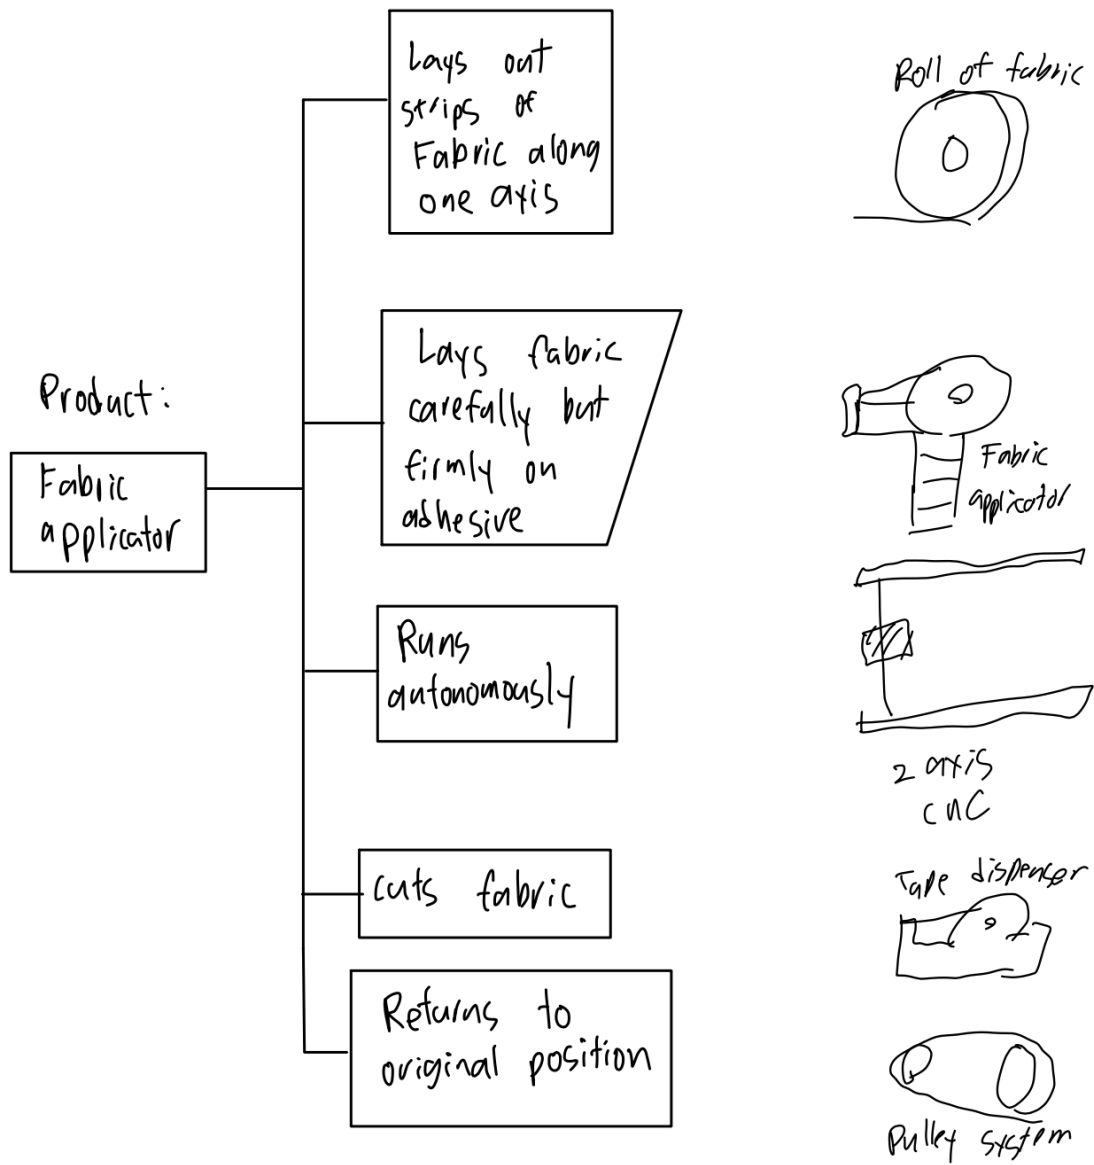 Product:
Fabric
applicator
Lays out
strips of
Fabric along
one axis
Lays fabric
carefully but
firmly on
adhesive
Runs
autonomously
cuts fabric
Returns to
original position
Roll of fabric
Fabric
applicator
2 axis
cnc
Tape dispenser
Pulley system